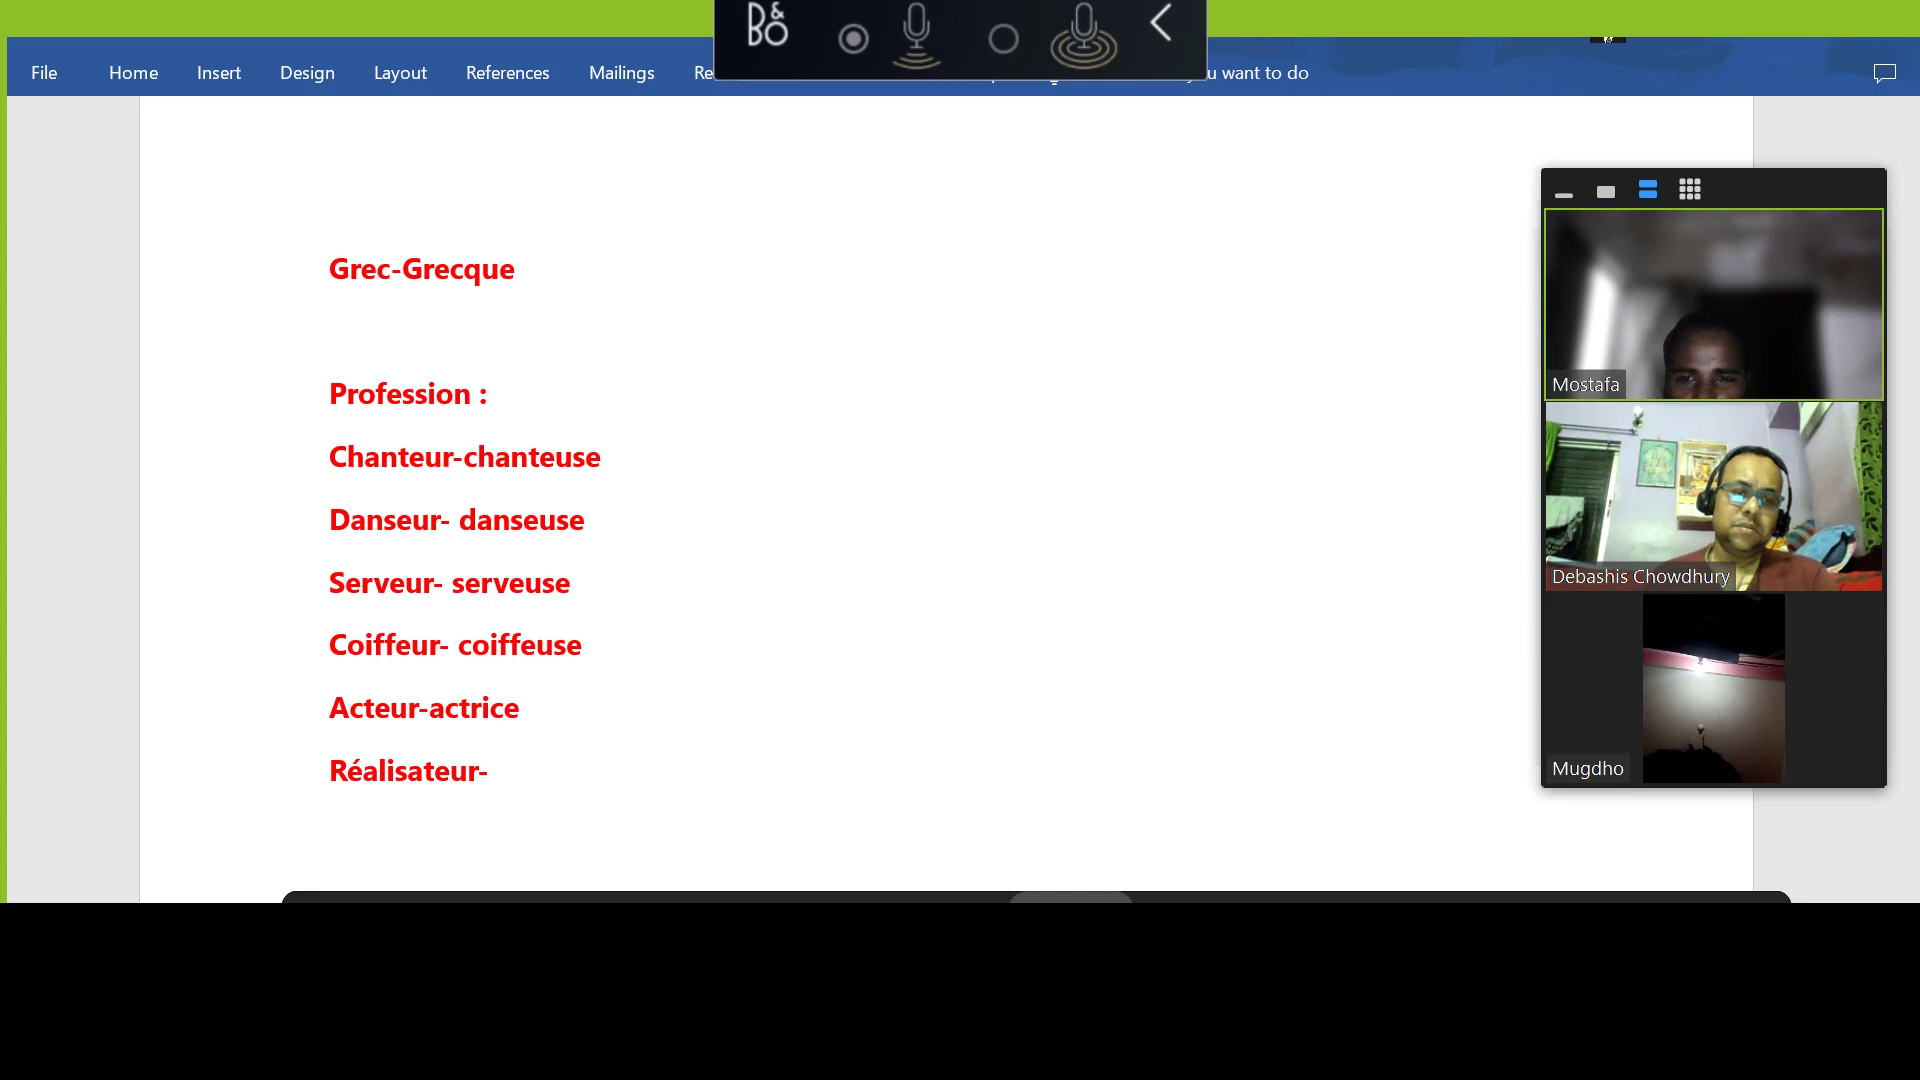 B&O
File Home Insert Design Layout References Mailings Re u want to do
Grec-Grecque
Profession :
Chanteur-chanteuse
Danseur- danseuse
Serveur- serveuse
Coiffeur- coiffeuse
Acteur-actrice
Réalisateur-
Mostafa
Debashis Chowdhury
Mugdho